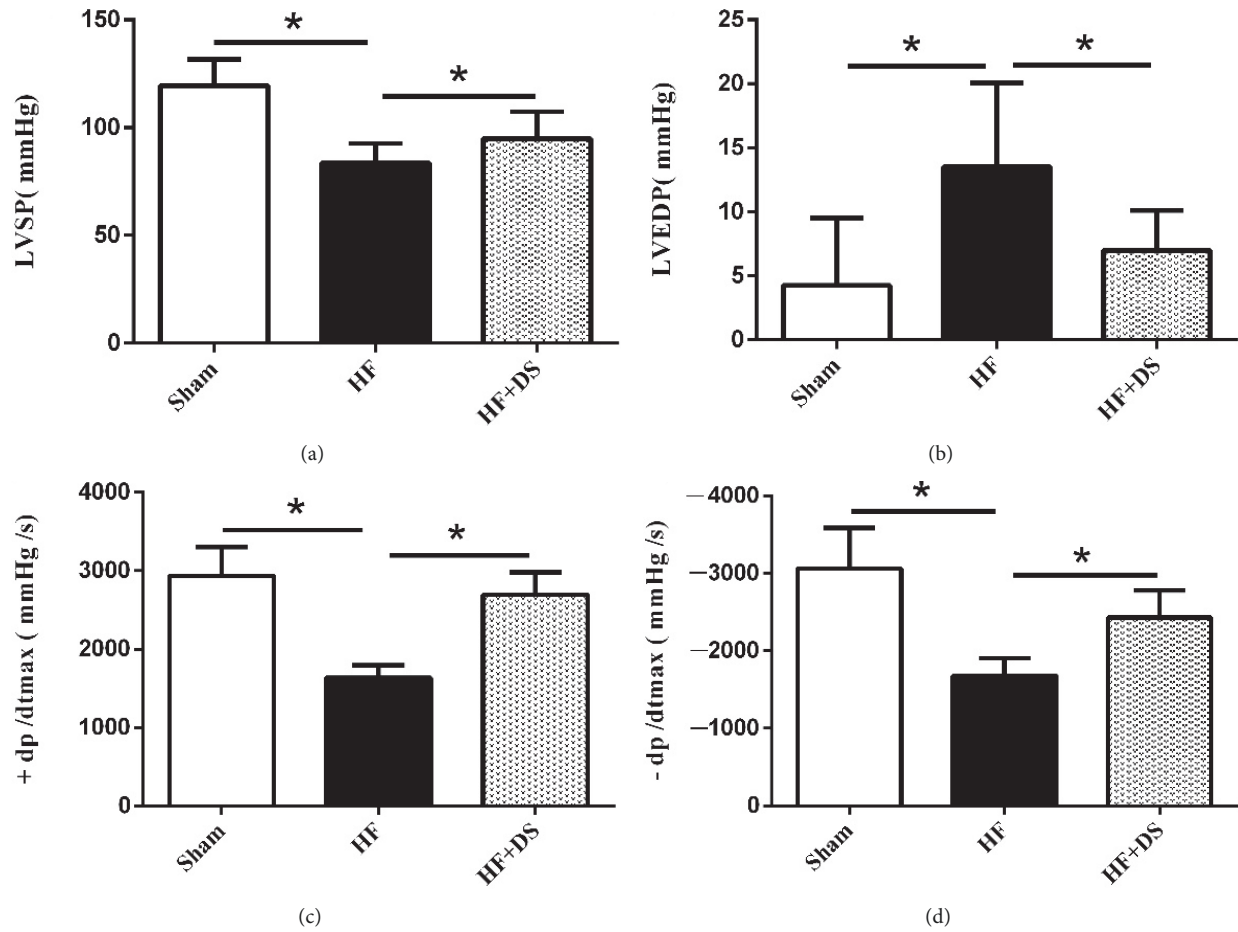 LVSP( mmHg)
150
100
50
0
*
*
Sham
HF
HF+DS
(a)
LVEDP( mmHg)
25
20
15
10
5
0
*
*
Sham
HF
HF+DS
(b)
+ dp /dtmax ( mmHg /s)
4000
3000
2000
1000
0
*
*
Sham
HF
HF+DS
(c)
- dp /dtmax ( mmHg /s)
−4000
−3000
−2000
−1000
0
*
*
Sham
HF
HF+DS
(d)